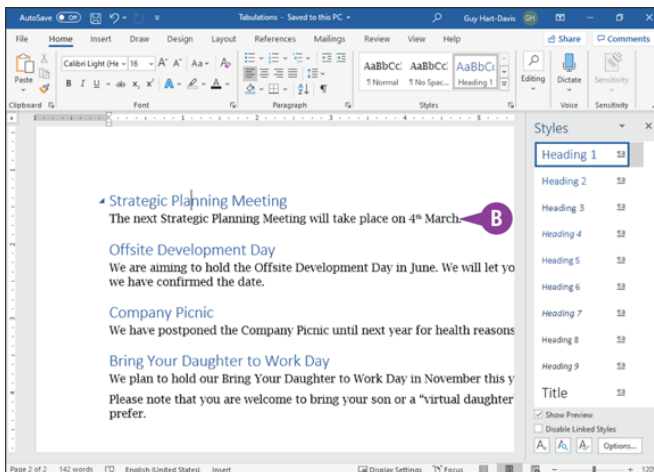 AutoSave Off Tabulations - Saved to this PC Guy Hart-Davis GH
File Home Insert Draw Design Layout References Mailings Review View Help Share Comments
Paste Calibri Light (He 16 A A Aa A
B I U ab x x A A
AaBbCc AaBbCc AaBbCc
¶ Normal ¶ No Spac... Heading 1
Editing Dictate Sensitivity
Clipboard Font Paragraph Styles Voice Sensitivity
Styles
Strategic Planning Meeting
The next Strategic Planning Meeting will take place on 4th March. B
Offsite Development Day
We are aiming to hold the Offsite Development Day in June. We will let yo
we have confirmed the date.
Company Picnic
We have postponed the Company Picnic until next year for health reasons
Bring Your Daughter to Work Day
We plan to hold our Bring Your Daughter to Work Day in November this y
Please note that you are welcome to bring your son or a “virtual daughter
prefer.
Heading 1
Heading 2
Heading 3
Heading 4
Heading 5
Heading 6
Heading 7
Heading 8
Heading 9
Title
Show Preview
Disable Linked Styles
Options...
Page 2 of 2 142 words English (United States) Insert Display Settings Focus 120%